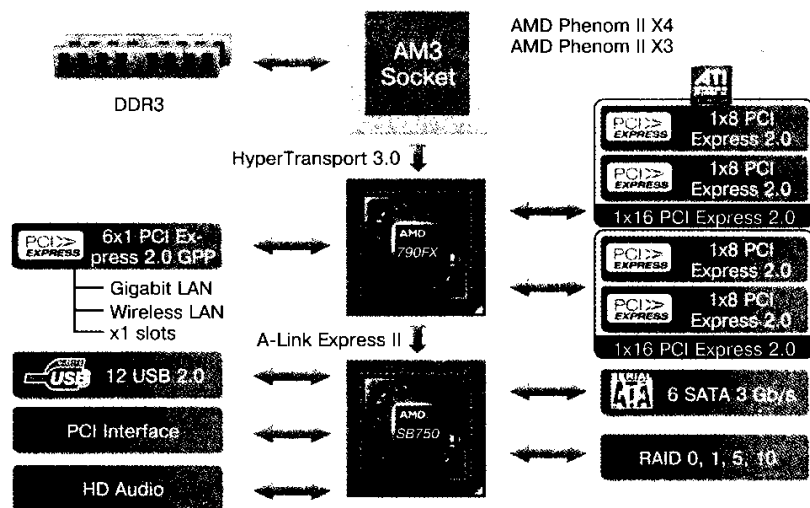 AMD Phenom II X4
AMD Phenom II X3
AM3
Socket
DDR3
ATI
HyperTransport 3.0
PCI
EXPRESS
1x8 PCI
Express 2.0
PCI
EXPRESS
1x8 PCI
Express 2.0
1x16 PCI Express 2.0
AMD
790FX
PCI
EXPRESS
6x1 PCI Ex-
press 2.0 GPP
Gigabit LAN
Wireless LAN
x1 slots
PCI
EXPRESS
1x8 PCI
Express 2.0
PCI
EXPRESS
1x8 PCI
Express 2.0
1x16 PCI Express 2.0
A-Link Express II
USB
12 USB 2.0
PCI Interface
HD Audio
AMD
SB750
SERIAL
ATA
6 SATA 3 Gb/s
RAID 0, 1, 5, 10